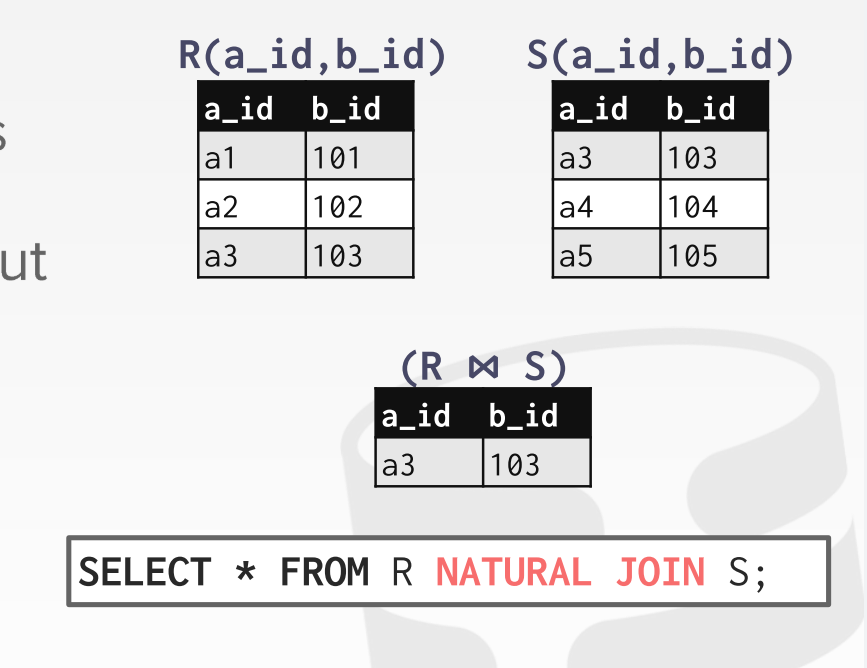 R(a_id,b_id) S(a_id,b_id)
a_id b_id a_id b_id
s
a1 101 a3 103
a2 102 a4 104
ut
a3 103 a5 105
(R ⋈ S)
a_id b_id
a3 103
SELECT * FROM R NATURAL JOIN S;